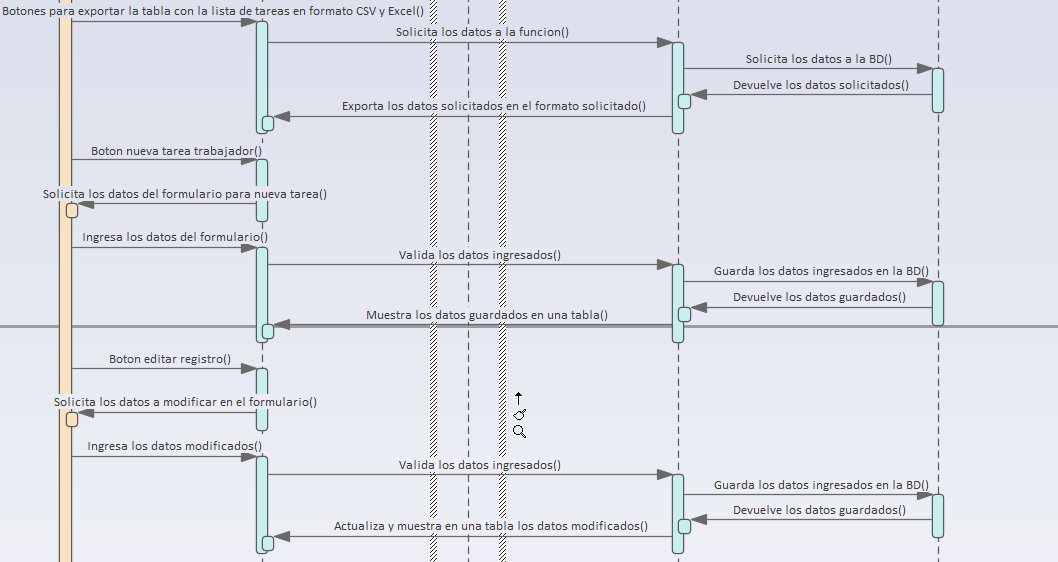 Botones para exportar la tabla con la lista de tareas en formato CSV y Excel()
Solicita los datos a la funcion()
Solicita los datos a la BD()
Devuelve los datos solicitados()
Exporta los datos solicitados en el formato solicitado()
Boton nueva tarea trabajador()
Solicita los datos del formulario para nueva tarea()
Ingresa los datos del formulario()
Valida los datos ingresados()
Guarda los datos ingresados en la BD()
Devuelve los datos guardados()
Muestra los datos guardados en una tabla()
Boton editar registro()
Solicita los datos a modificar en el formulario()
Ingresa los datos modificados()
Valida los datos ingresados()
Guarda los datos ingresados en la BD()
Devuelve los datos guardados()
Actualiza y muestra en una tabla los datos modificados()